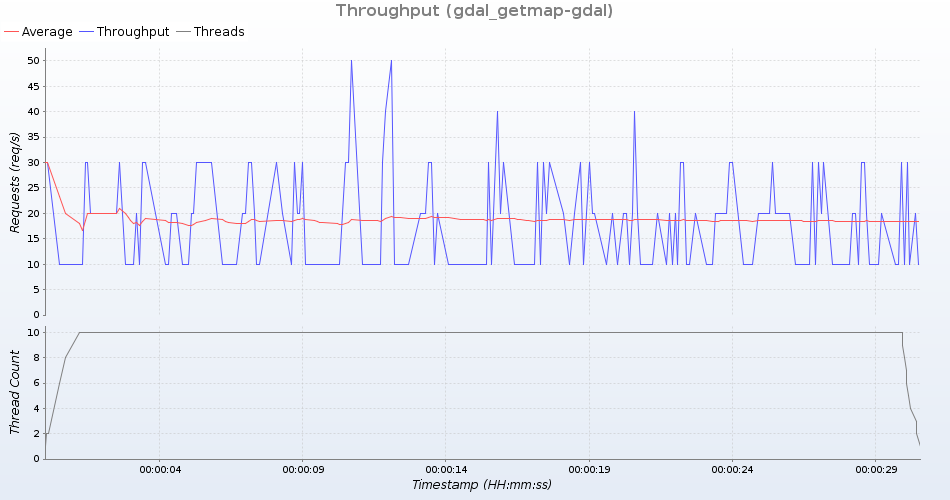 Throughput (gdal_getmap-gdal)
Average Throughput Threads
Requests (req/s)
50
45
40
35
30
25
20
15
10
5
0
Thread Count
10
8
6
4
2
0
00:00:04 00:00:09 00:00:14 00:00:19 00:00:24 00:00:29
Timestamp (HH:mm:ss)